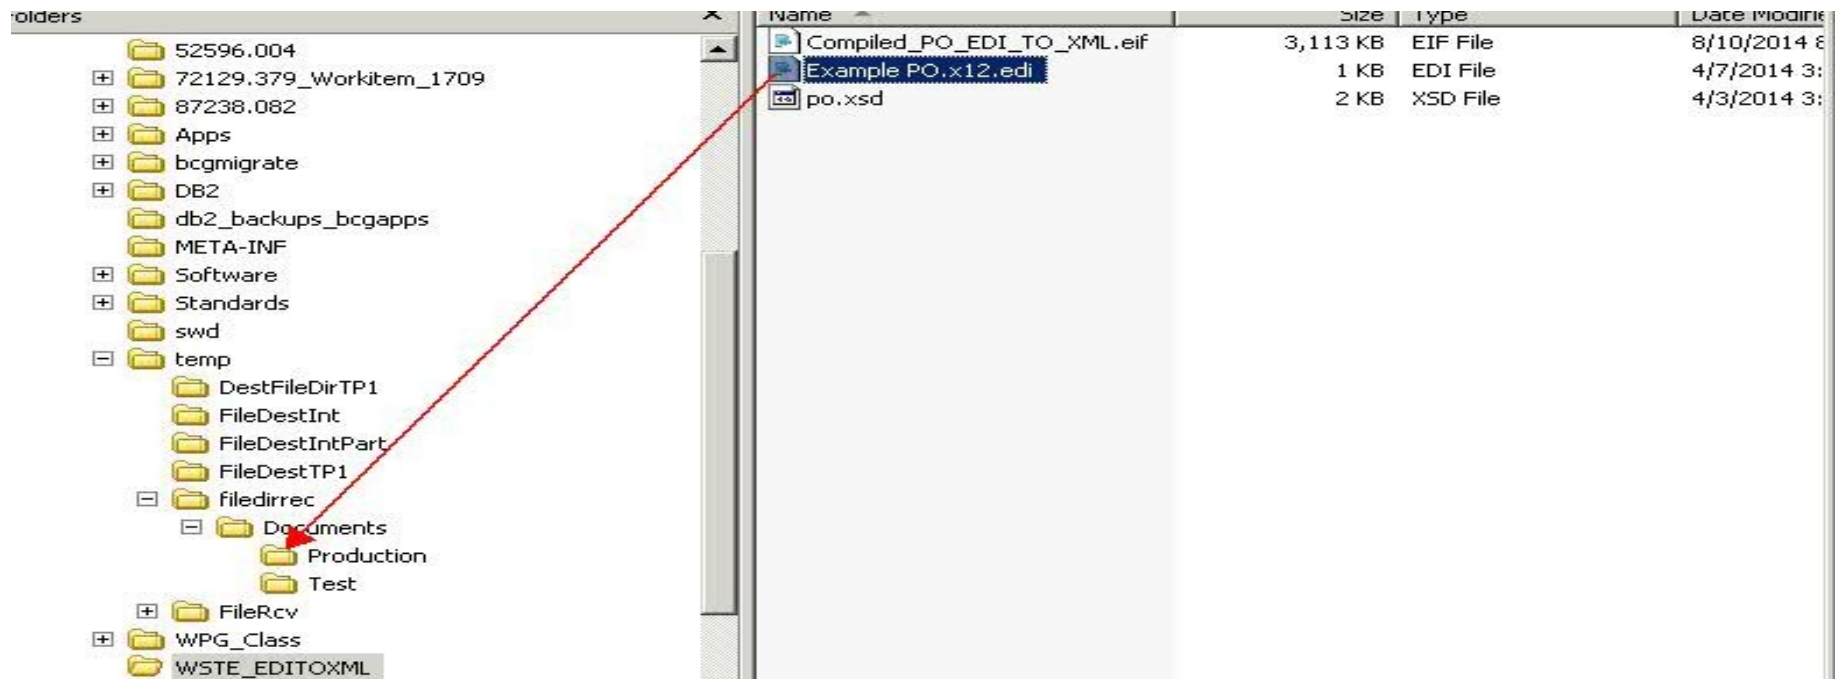 Folders
52596.004
72129.379_Workitem_1709
87238.082
Apps
bcgmigrate
DB2
db2_backups_bcgapps
META-INF
Software
Standards
swd
temp
DestFileDirTP1
FileDestInt
FileDestIntPart
FileDestTP1
filedirrec
Documents
Production
Test
FileRcv
WPG_Class
WSTE_EDITOXML
Name Size Type Date Modifie
Compiled_PO_EDI_TO_XML.eif 3,113 KB EIF File 8/10/2014 8
Example PO.x12.edi 1 KB EDI File 4/7/2014 3:
po.xsd 2 KB XSD File 4/3/2014 3: